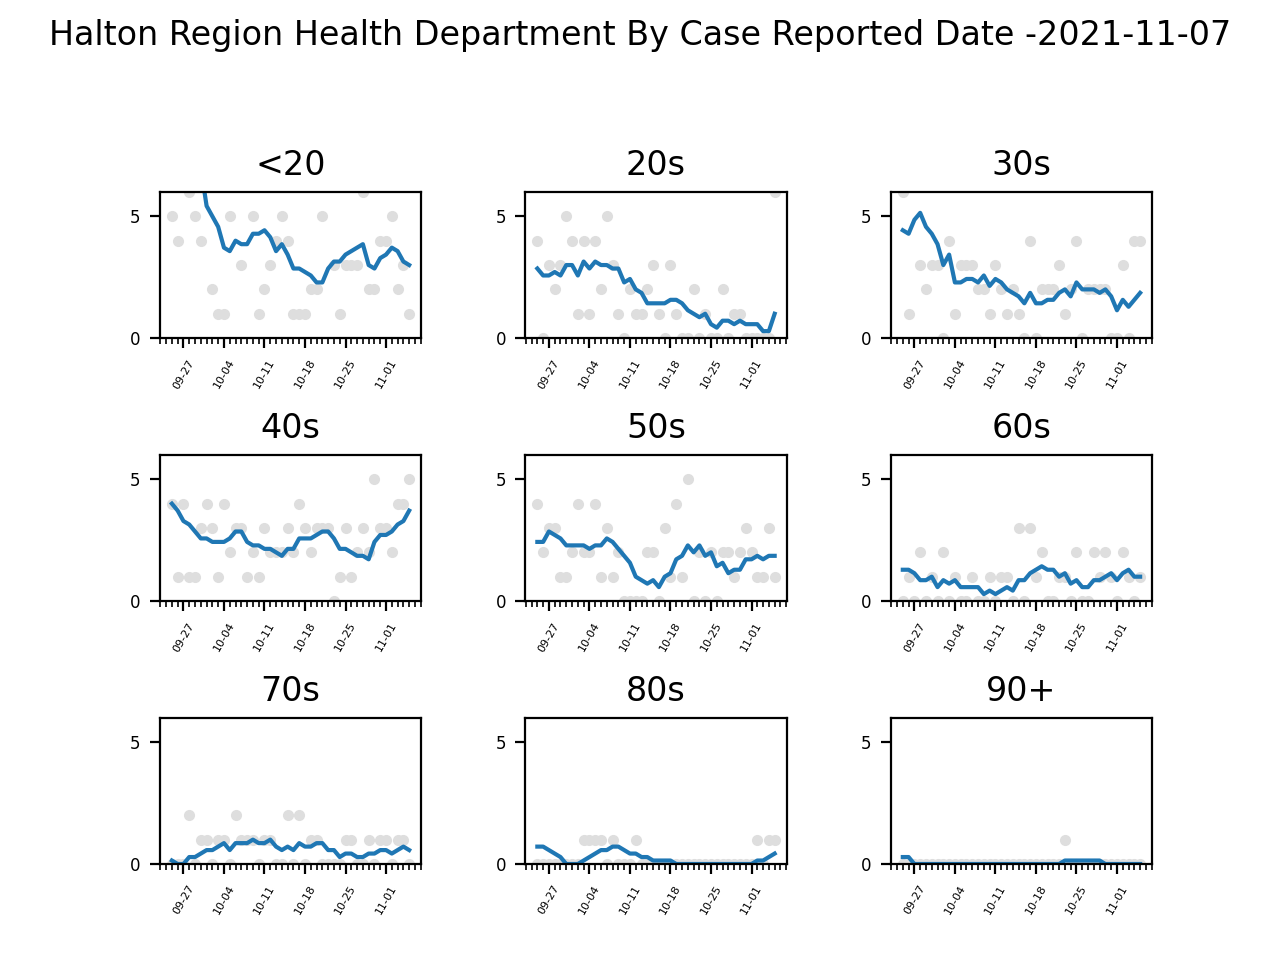 Halton Region Health Department By Case Reported Date -2021-11-07
<20 20s 30s
5 5 5
0 0 0
09-27 10-04 10-11 10-18 10-25 11-01 09-27 10-04 10-11 10-18 10-25 11-01 09-27 10-04 10-11 10-18 10-25 11-01
40s 50s 60s
5 5 5
0 0 0
09-27 10-04 10-11 10-18 10-25 11-01 09-27 10-04 10-11 10-18 10-25 11-01 09-27 10-04 10-11 10-18 10-25 11-01
70s 80s 90+
5 5 5
0 0 0
09-27 10-04 10-11 10-18 10-25 11-01 09-27 10-04 10-11 10-18 10-25 11-01 09-27 10-04 10-11 10-18 10-25 11-01